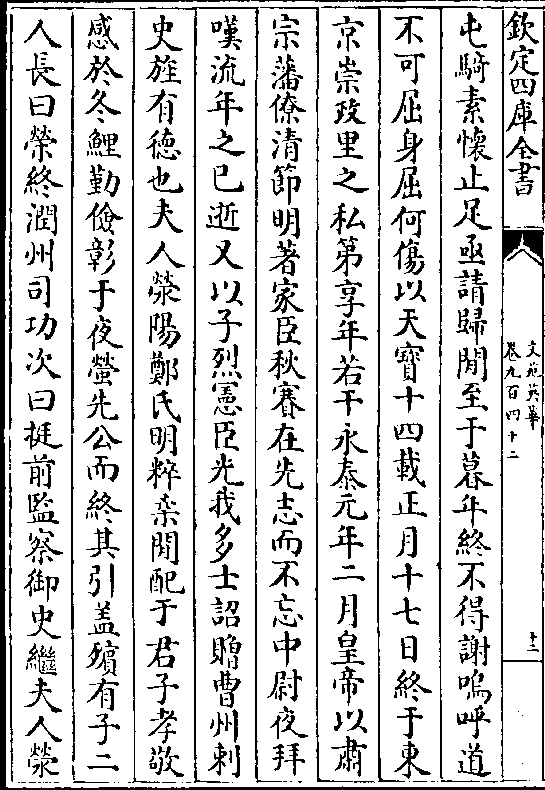 欽定四庫全書
文苑英華
卷九百四十二
十二
屯騎素懷止足亟請歸閒至于暮年終不得謝嗚呼道
不可屈身屈何傷以天寶十四載正月十七日終于東
京崇政里之私第享年若干永泰元年二月皇帝以肅
宗藩僚清節明著家臣秋賽在先志而不忘中尉夜拜
嘆流年之已逝又以子烈憲臣光我多士詔贈曹州刺
史旌有德也夫人滎陽鄭氏明粹柔閒配于君子孝敬
感於冬鯉勤儉彰于夜螢先公而終其引盖殯有子二
人長曰榮終潤州司功次曰挺前監察御史繼夫人滎